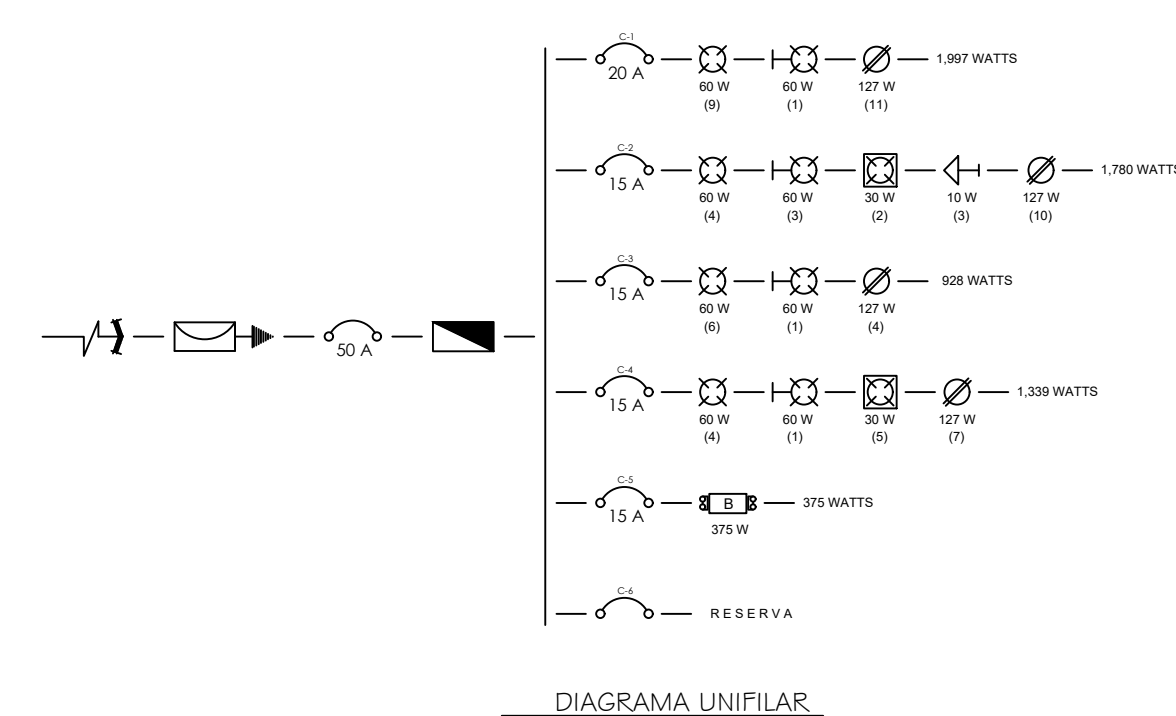 C-1
20 A
60 W
(9)
60 W
(1)
127 W
(11)
1,997 WATTS
C-2
15 A
60 W
(4)
60 W
(3)
30 W
(2)
10 W
(3)
127 W
(10)
1,780 WATTS
C-3
15 A
60 W
(6)
60 W
(1)
127 W
(4)
928 WATTS
50 A
C-4
15 A
60 W
(4)
60 W
(1)
30 W
(5)
127 W
(7)
1,339 WATTS
C-5
15 A
B
375 W
375 WATTS
C-6
RESERVA
DIAGRAMA UNIFILAR